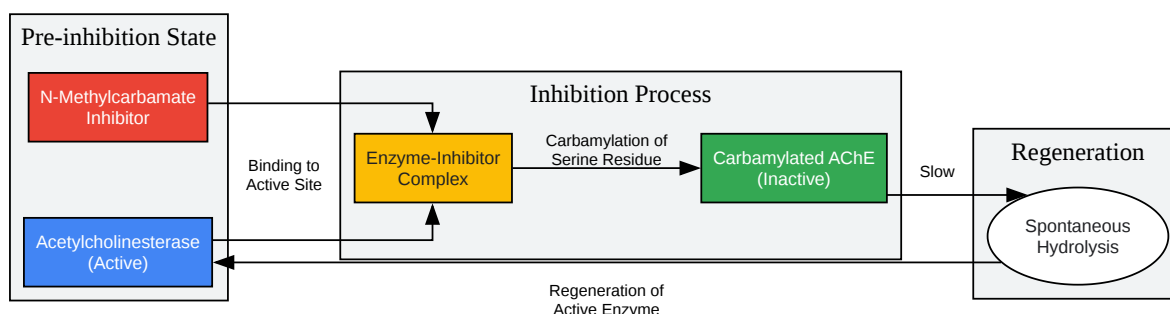 Pre-inhibition State
N-Methylcarbamate
Inhibitor
Binding to
Active Site
Acetylcholinesterase
(Active)
Inhibition Process
Enzyme-Inhibitor
Complex
Carbamylation of
Serine Residue
Carbamylated AChE
(Inactive)
Slow
Regeneration
Spontaneous
Hydrolysis
Regeneration of
Active Enzyme